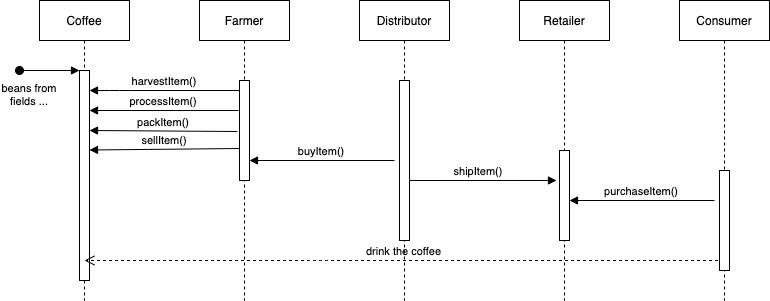 Coffee
Farmer
Distributor
Retailer
Consumer
beans from
fields ...
harvestItem()
processItem()
packItem()
sellItem()
buyItem()
shipItem()
purchaseItem()
drink the coffee